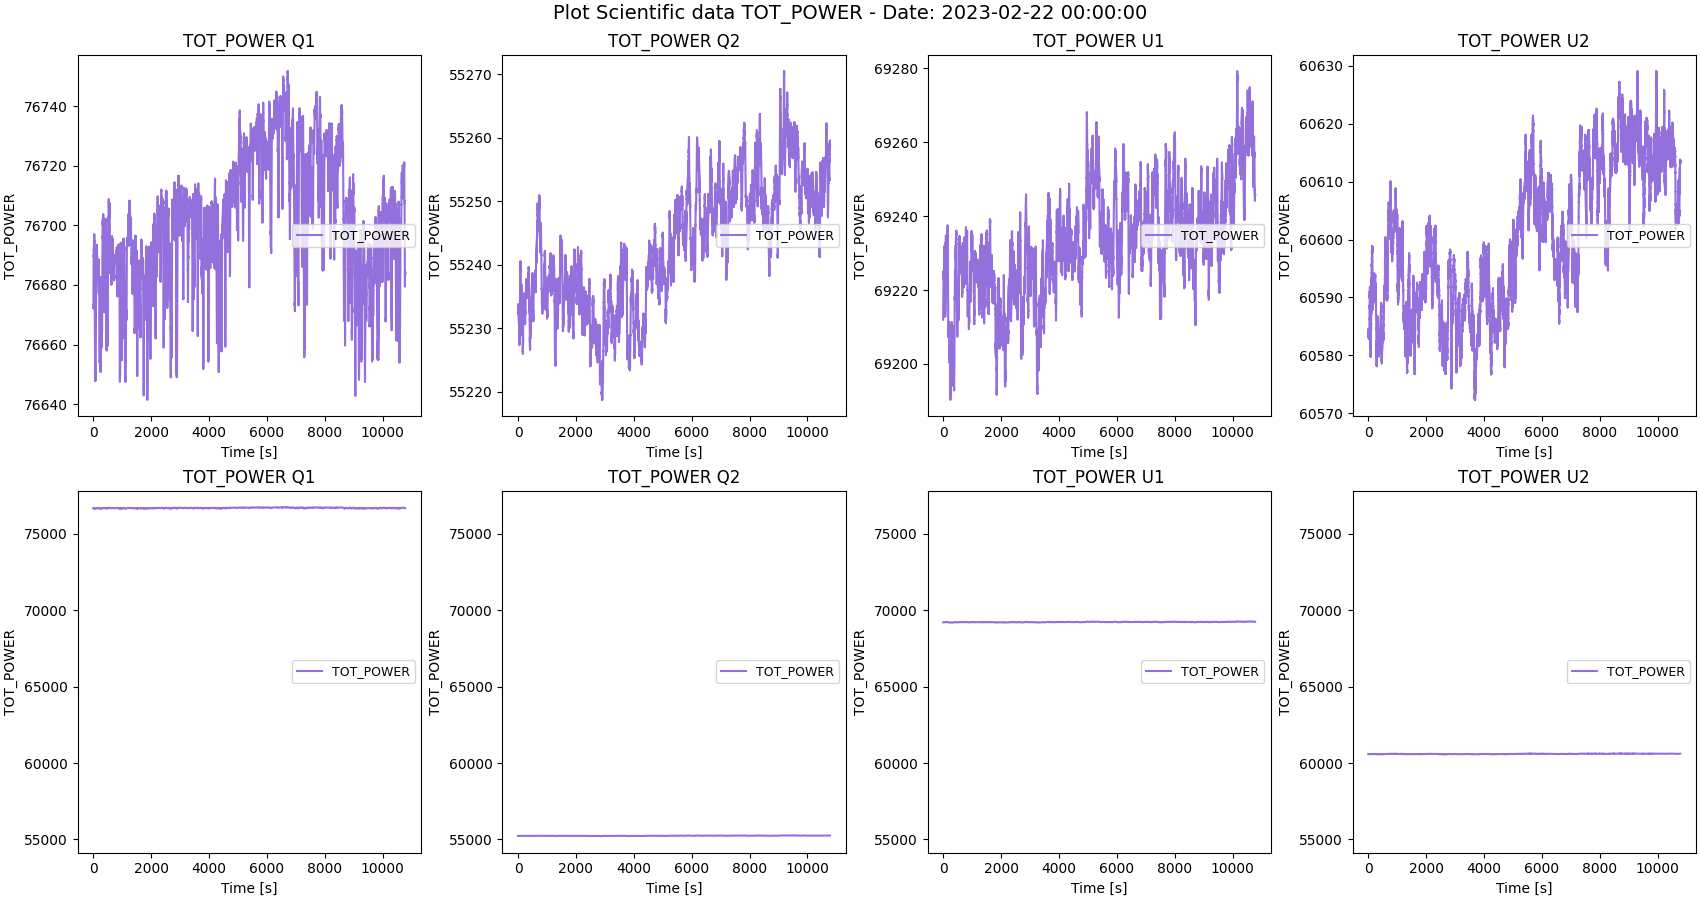 Plot Scientific data TOT_POWER - Date: 2023-02-22 00:00:00
TOT_POWER Q1
TOT_POWER
76740
76720
76700
76680
76660
76640
TOT_POWER
0 2000 4000 6000 8000 10000
Time [s]
TOT_POWER Q2
TOT_POWER
55270
55260
55250
55240
55230
55220
TOT_POWER
0 2000 4000 6000 8000 10000
Time [s]
TOT_POWER U1
TOT_POWER
69280
69260
69240
69220
69200
TOT_POWER
0 2000 4000 6000 8000 10000
Time [s]
TOT_POWER U2
TOT_POWER
60630
60620
60610
60600
60590
60580
60570
TOT_POWER
0 2000 4000 6000 8000 10000
Time [s]
TOT_POWER Q1
TOT_POWER
75000
70000
65000
60000
55000
TOT_POWER
0 2000 4000 6000 8000 10000
Time [s]
TOT_POWER Q2
TOT_POWER
75000
70000
65000
60000
55000
TOT_POWER
0 2000 4000 6000 8000 10000
Time [s]
TOT_POWER U1
TOT_POWER
75000
70000
65000
60000
55000
TOT_POWER
0 2000 4000 6000 8000 10000
Time [s]
TOT_POWER U2
TOT_POWER
75000
70000
65000
60000
55000
TOT_POWER
0 2000 4000 6000 8000 10000
Time [s]